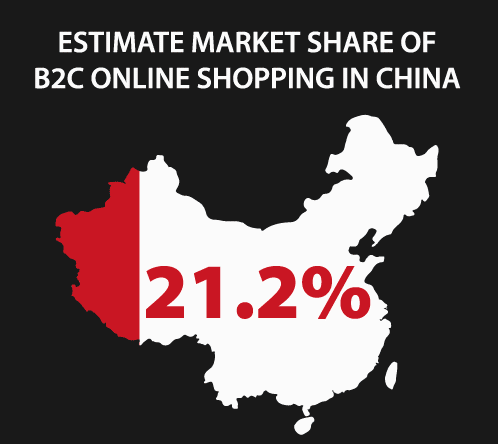 ESTIMATE MARKET SHARE OF
B2C ONLINE SHOPPING IN CHINA
21.2%